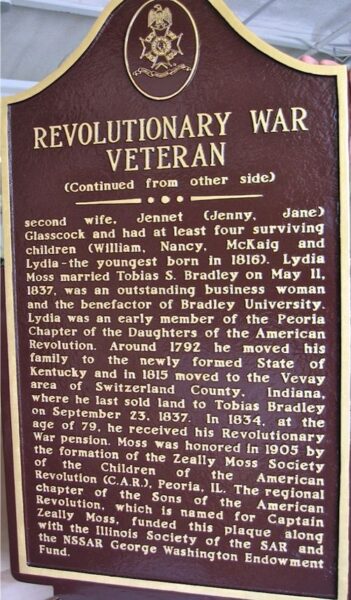 REVOLUTIONARY WAR
VETERAN
(Continued from other side)
second wife, Jennet (Jenny, Jane)
Glasscock and had at least four surviving
children (William, Nancy, McKaig and
Lydia-the youngest born in 1816). Lydia
Moss married Tobias S. Bradley on May 11,
1837, was an outstanding business woman
and the benefactor of Bradley University.
Lydia was an early member of the Peoria
Chapter of the Daughters of the American
Revolution. Around 1792 he moved his
family to the newly formed State of
Kentucky and in 1815 moved to the Vevay
area of Switzerland County, Indiana,
where he last sold land to Tobias Bradley
on September 23, 1837. In 1834, at the
age of 79, he received his Revolutionary
War pension. Moss was honored in 1905 by
the formation of the Zeally Moss Society
of the Children of the American
Revolution (C.A.R.), Peoria, IL. The regional
chapter of the Sons of the American
Revolution, which is named for Captain
Zeally Moss, funded this plaque along
with the Illinois Society of the SAR and
the NSSAR George Washington Endowment
Fund.